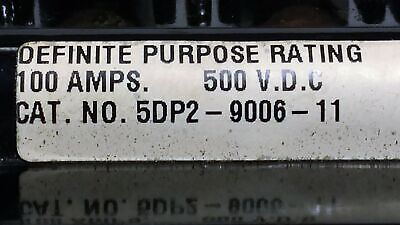 DEFINITE PURPOSE RATING
100 AMPS. 500 V.D.C
CAT. NO. 5DP2-9006-11